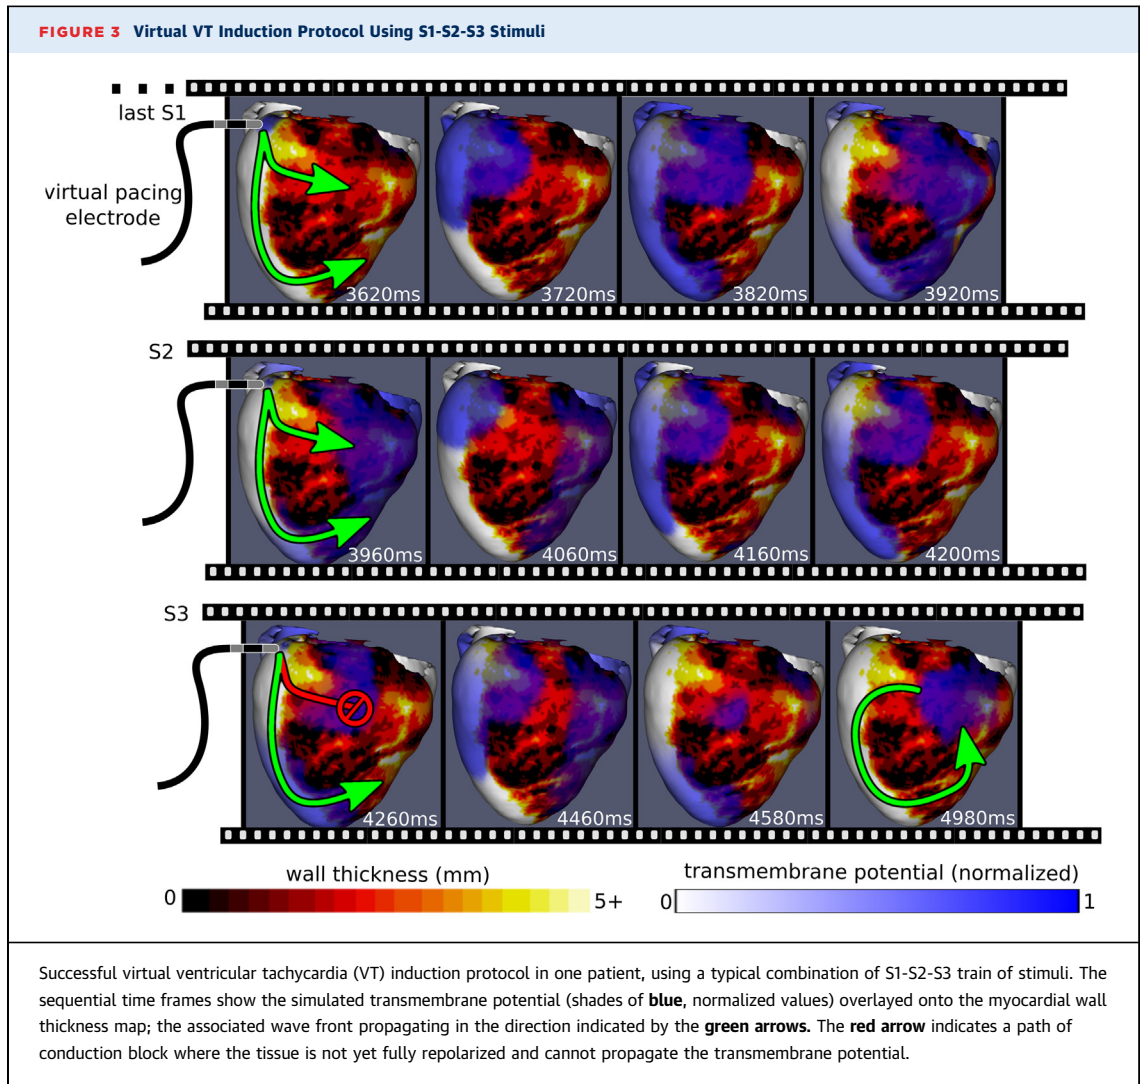 FIGURE 3 Virtual VT Induction Protocol Using S1-S2-S3 Stimuli
last S1
virtual pacing
electrode
3620ms 3720ms 3820ms 3920ms
S2
3960ms 4060ms 4160ms 4200ms
S3
4260ms 4460ms 4580ms 4980ms
wall thickness (mm)
0 5+
transmembrane potential (normalized)
0 1
Successful virtual ventricular tachycardia (VT) induction protocol in one patient, using a typical combination of S1-S2-S3 train of stimuli. The
sequential time frames show the simulated transmembrane potential (shades of blue, normalized values) overlayed onto the myocardial wall
thickness map; the associated wave front propagating in the direction indicated by the green arrows. The red arrow indicates a path of
conduction block where the tissue is not yet fully repolarized and cannot propagate the transmembrane potential.